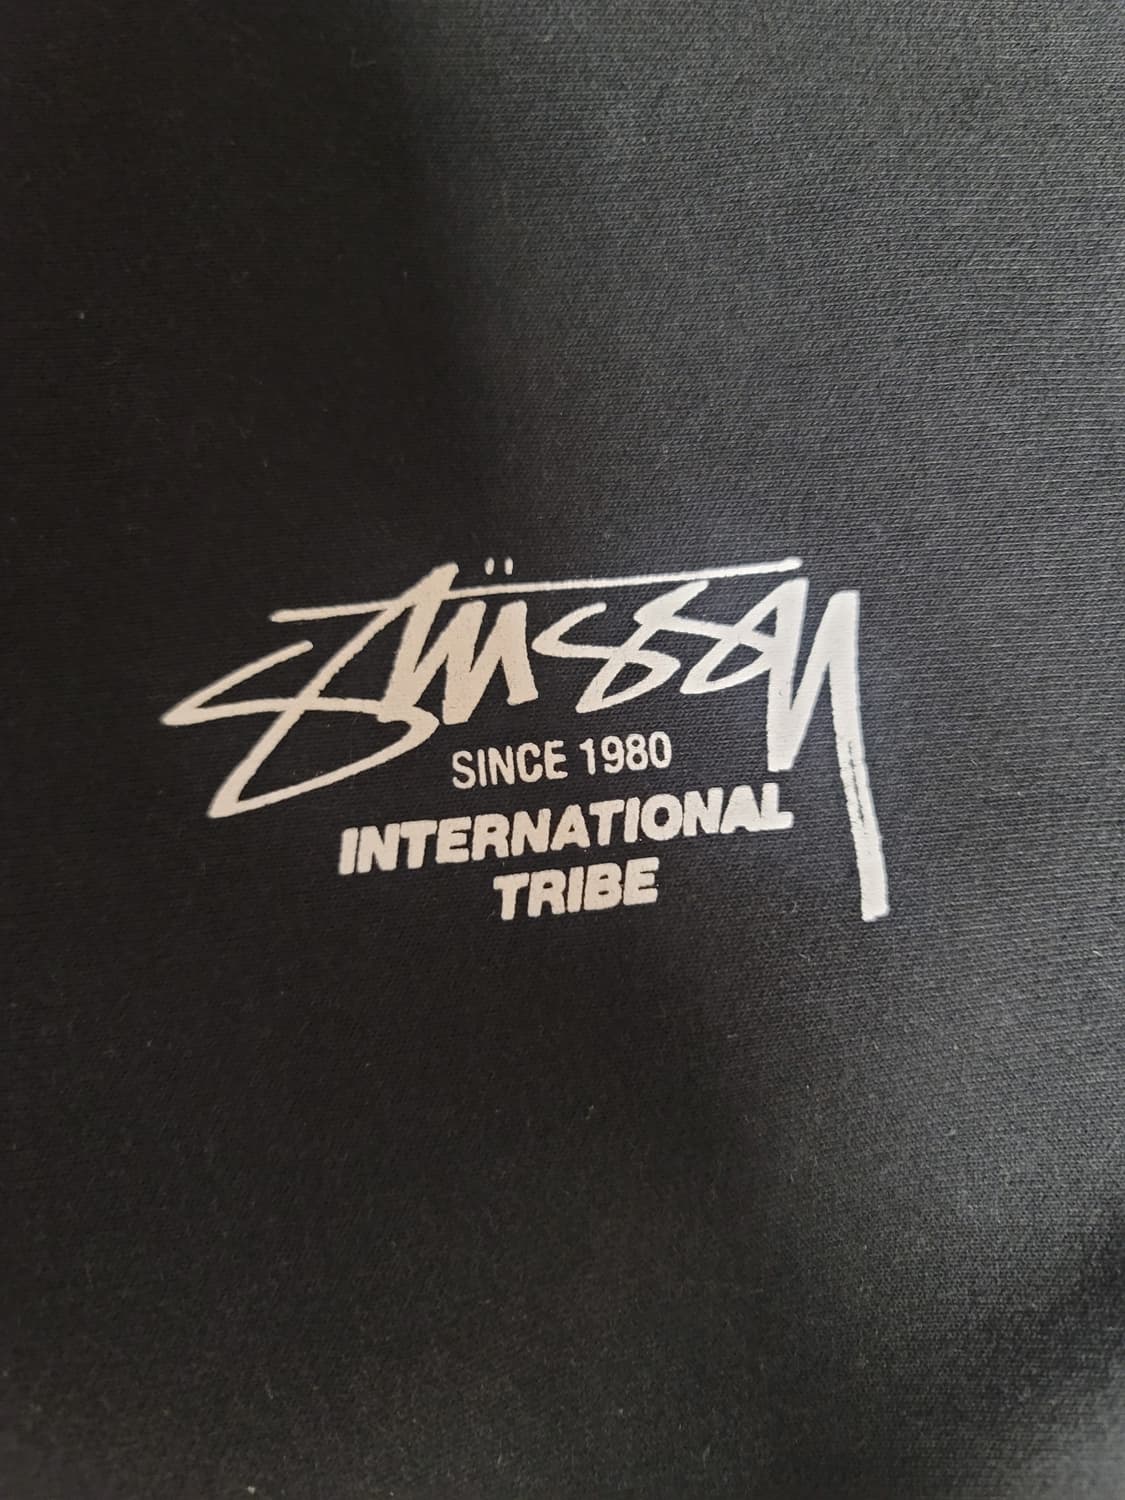 Stüssy
SINCE 1980
INTERNATIONAL
TRIBE